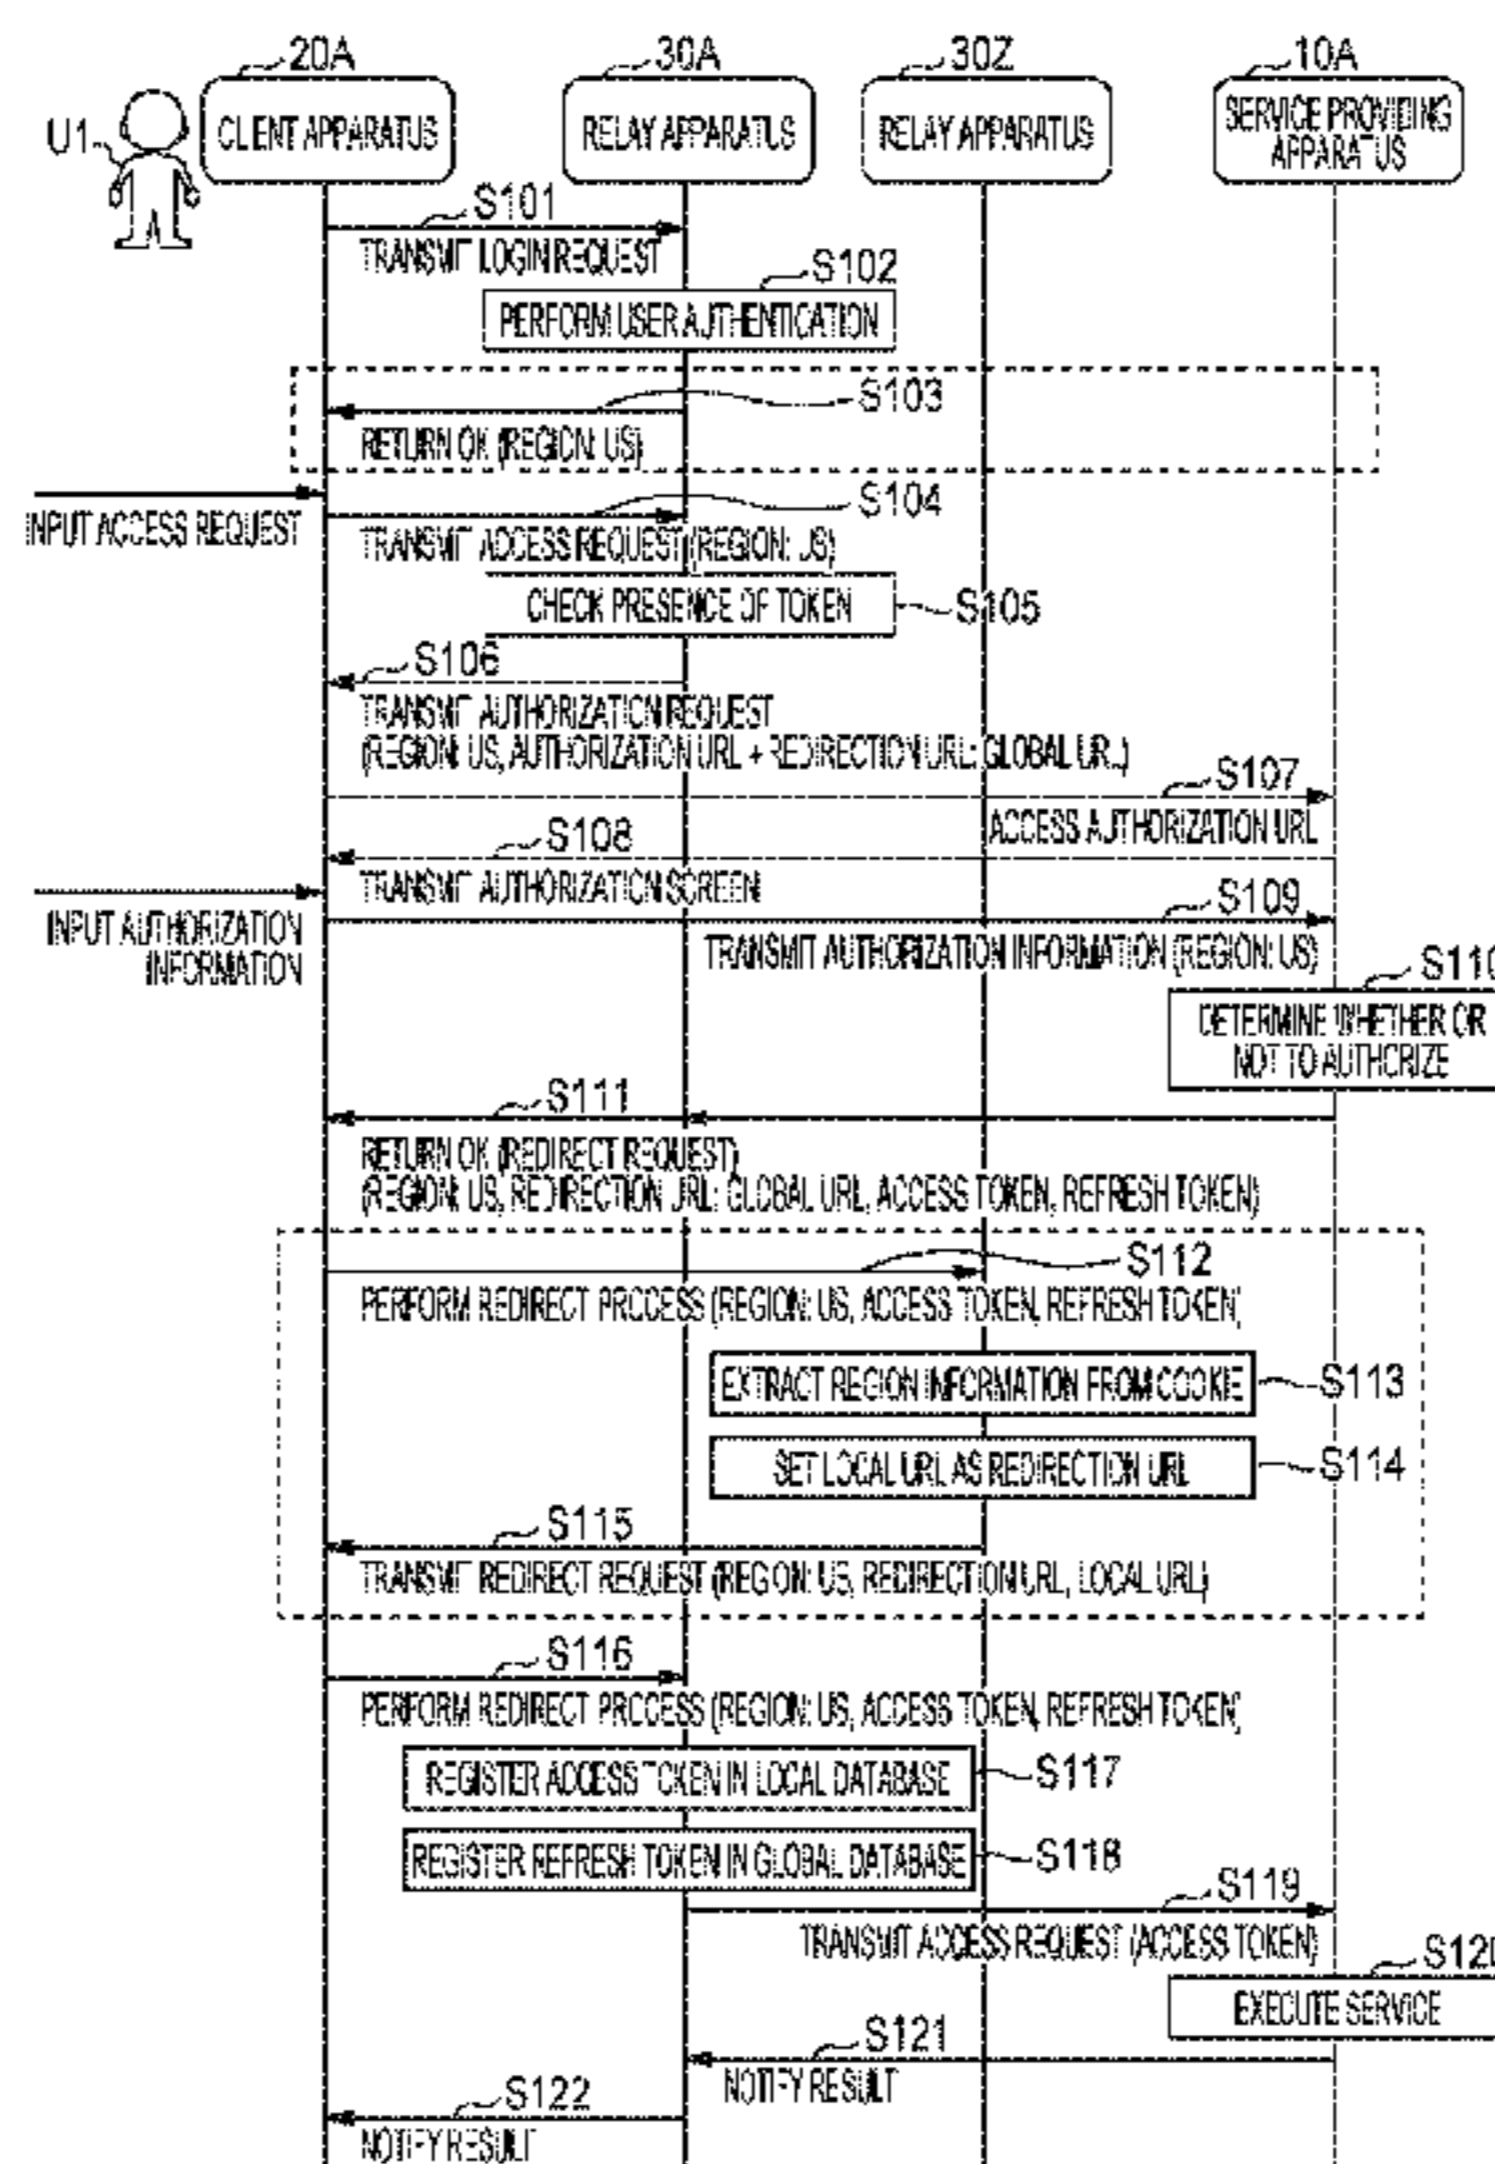 20A
30A
30Z
10A
U1
CLIENT APPARATUS
RELAY APPARATUS
RELAY APPARATUS
SERVICE PROVIDING
APPARATUS
S101
TRANSMIT LOGIN REQUEST
S102
PERFORM USER AUTHENTICATION
S103
RETURN OK (REGION: US)
INPUT ACCESS REQUEST
S104
TRANSMIT ACCESS REQUEST (REGION: US)
CHECK PRESENCE OF TOKEN
S105
S106
TRANSMIT AUTHORIZATION REQUEST
(REGION: US, AUTHORIZATION URL + REDIRECTION URL: GLOBAL URL)
S107
ACCESS AUTHORIZATION URL
S108
TRANSMIT AUTHORIZATION SCREEN
INPUT AUTHORIZATION
INFORMATION
S109
TRANSMIT AUTHORIZATION INFORMATION (REGION: US)
S110
DETERMINE WHETHER OR
NOT TO AUTHORIZE
S111
RETURN OK (REDIRECT REQUEST)
(REGION: US, REDIRECTION URL: GLOBAL URL, ACCESS TOKEN, REFRESH TOKEN)
S112
PERFORM REDIRECT PROCESS (REGION: US, ACCESS TOKEN, REFRESH TOKEN)
EXTRACT REGION INFORMATION FROM COOKIE
S113
SET LOCAL URL AS REDIRECTION URL
S114
S115
TRANSMIT REDIRECT REQUEST (REGION: US, REDIRECTION URL, LOCAL URL)
S116
PERFORM REDIRECT PROCESS (REGION: US, ACCESS TOKEN, REFRESH TOKEN)
REGISTER ACCESS TOKEN IN LOCAL DATABASE
S117
REGISTER REFRESH TOKEN IN GLOBAL DATABASE
S118
S119
TRANSMIT ACCESS REQUEST (ACCESS TOKEN)
S120
EXECUTE SERVICE
S121
NOTIFY RESULT
S122
NOTIFY RESULT